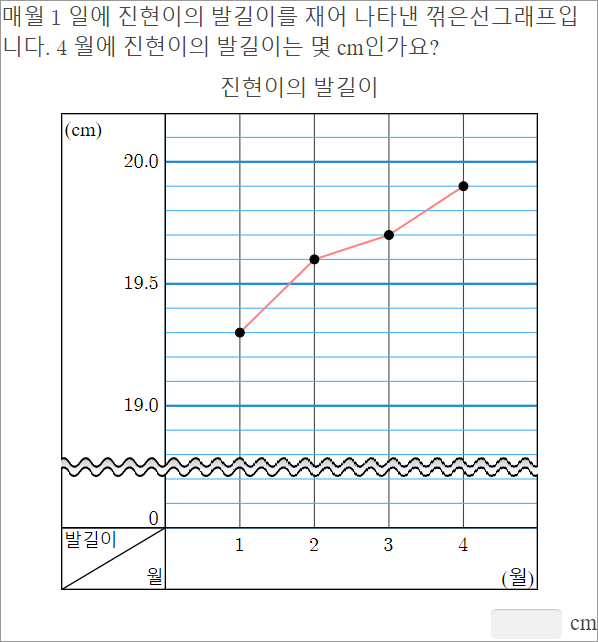 매월 1 일에 진현이의 발길이를 재어 나타낸 꺾은선그래프입
니다. 4 월에 진현이의 발길이는 몇 cm인가요?
진현이의 발길이
(cm)
20.0
19.5
19.0
0
발길이
월
1 2 3 4
(월)
cm